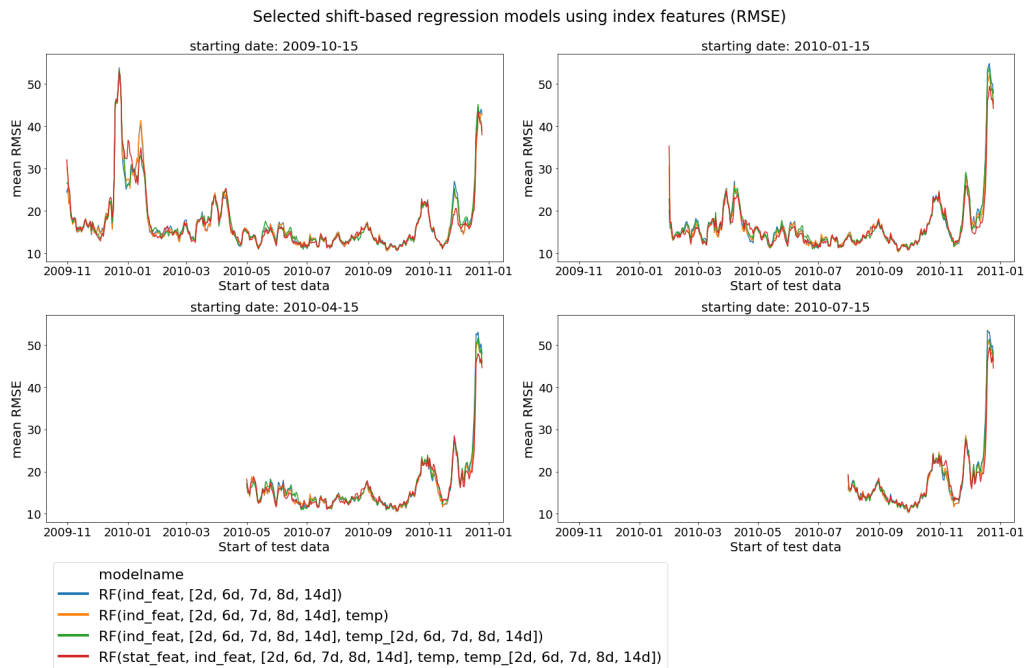 Selected shift-based regression models using index features (RMSE)
starting date: 2009-10-15
mean RMSE
50
40
30
20
10
2009-11 2010-01 2010-03 2010-05 2010-07 2010-09 2010-11 2011-01
Start of test data
starting date: 2010-01-15
mean RMSE
50
40
30
20
10
2009-11 2010-01 2010-03 2010-05 2010-07 2010-09 2010-11 2011-01
Start of test data
starting date: 2010-04-15
mean RMSE
50
40
30
20
10
2009-11 2010-01 2010-03 2010-05 2010-07 2010-09 2010-11 2011-01
Start of test data
starting date: 2010-07-15
mean RMSE
50
40
30
20
10
2009-11 2010-01 2010-03 2010-05 2010-07 2010-09 2010-11 2011-01
Start of test data
modelname
RF(ind_feat, [2d, 6d, 7d, 8d, 14d])
RF(ind_feat, [2d, 6d, 7d, 8d, 14d], temp)
RF(ind_feat, [2d, 6d, 7d, 8d, 14d], temp_[2d, 6d, 7d, 8d, 14d])
RF(stat_feat, ind_feat, [2d, 6d, 7d, 8d, 14d], temp, temp_[2d, 6d, 7d, 8d, 14d])